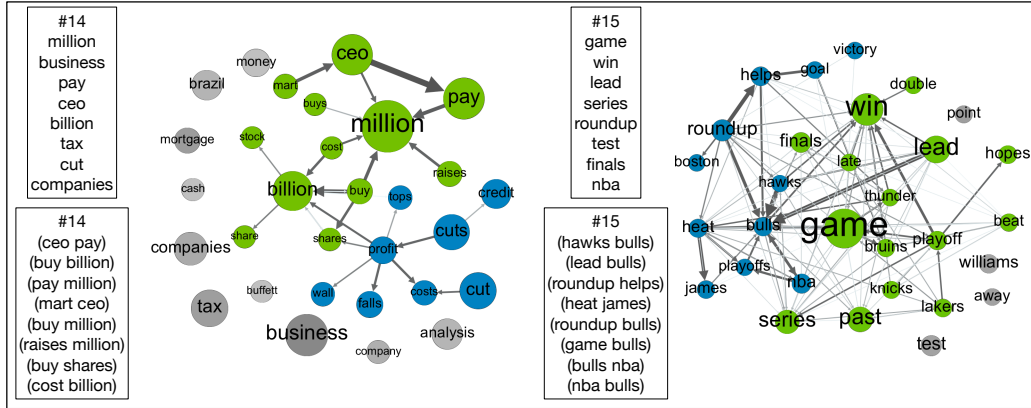 #14
million
business
pay
ceo
billion
tax
cut
companies
#14
(ceo pay)
(buy billion)
(pay million)
(mart ceo)
(buy million)
(raises million)
(buy shares)
(cost billion)
ceo
money
brazil
mart
pay
buys
million
stock
cost
mortgage
raises
billion
buy
cash
tops
credit
share
shares
cuts
companies
profit
buffett
wall
falls
costs
cut
tax
business
analysis
company
#15
game
win
lead
series
roundup
test
finals
nba
#15
(hawks bulls)
(lead bulls)
(roundup helps)
(heat james)
(roundup bulls)
(game bulls)
(bulls nba)
(nba bulls)
victory
goal
helps
double
win
point
roundup
finals
lead
late
hopes
boston
hawks
thunder
heat
bulls
game
beat
bruins
playoff
playoffs
williams
james
nba
knicks
away
series
past
lakers
test